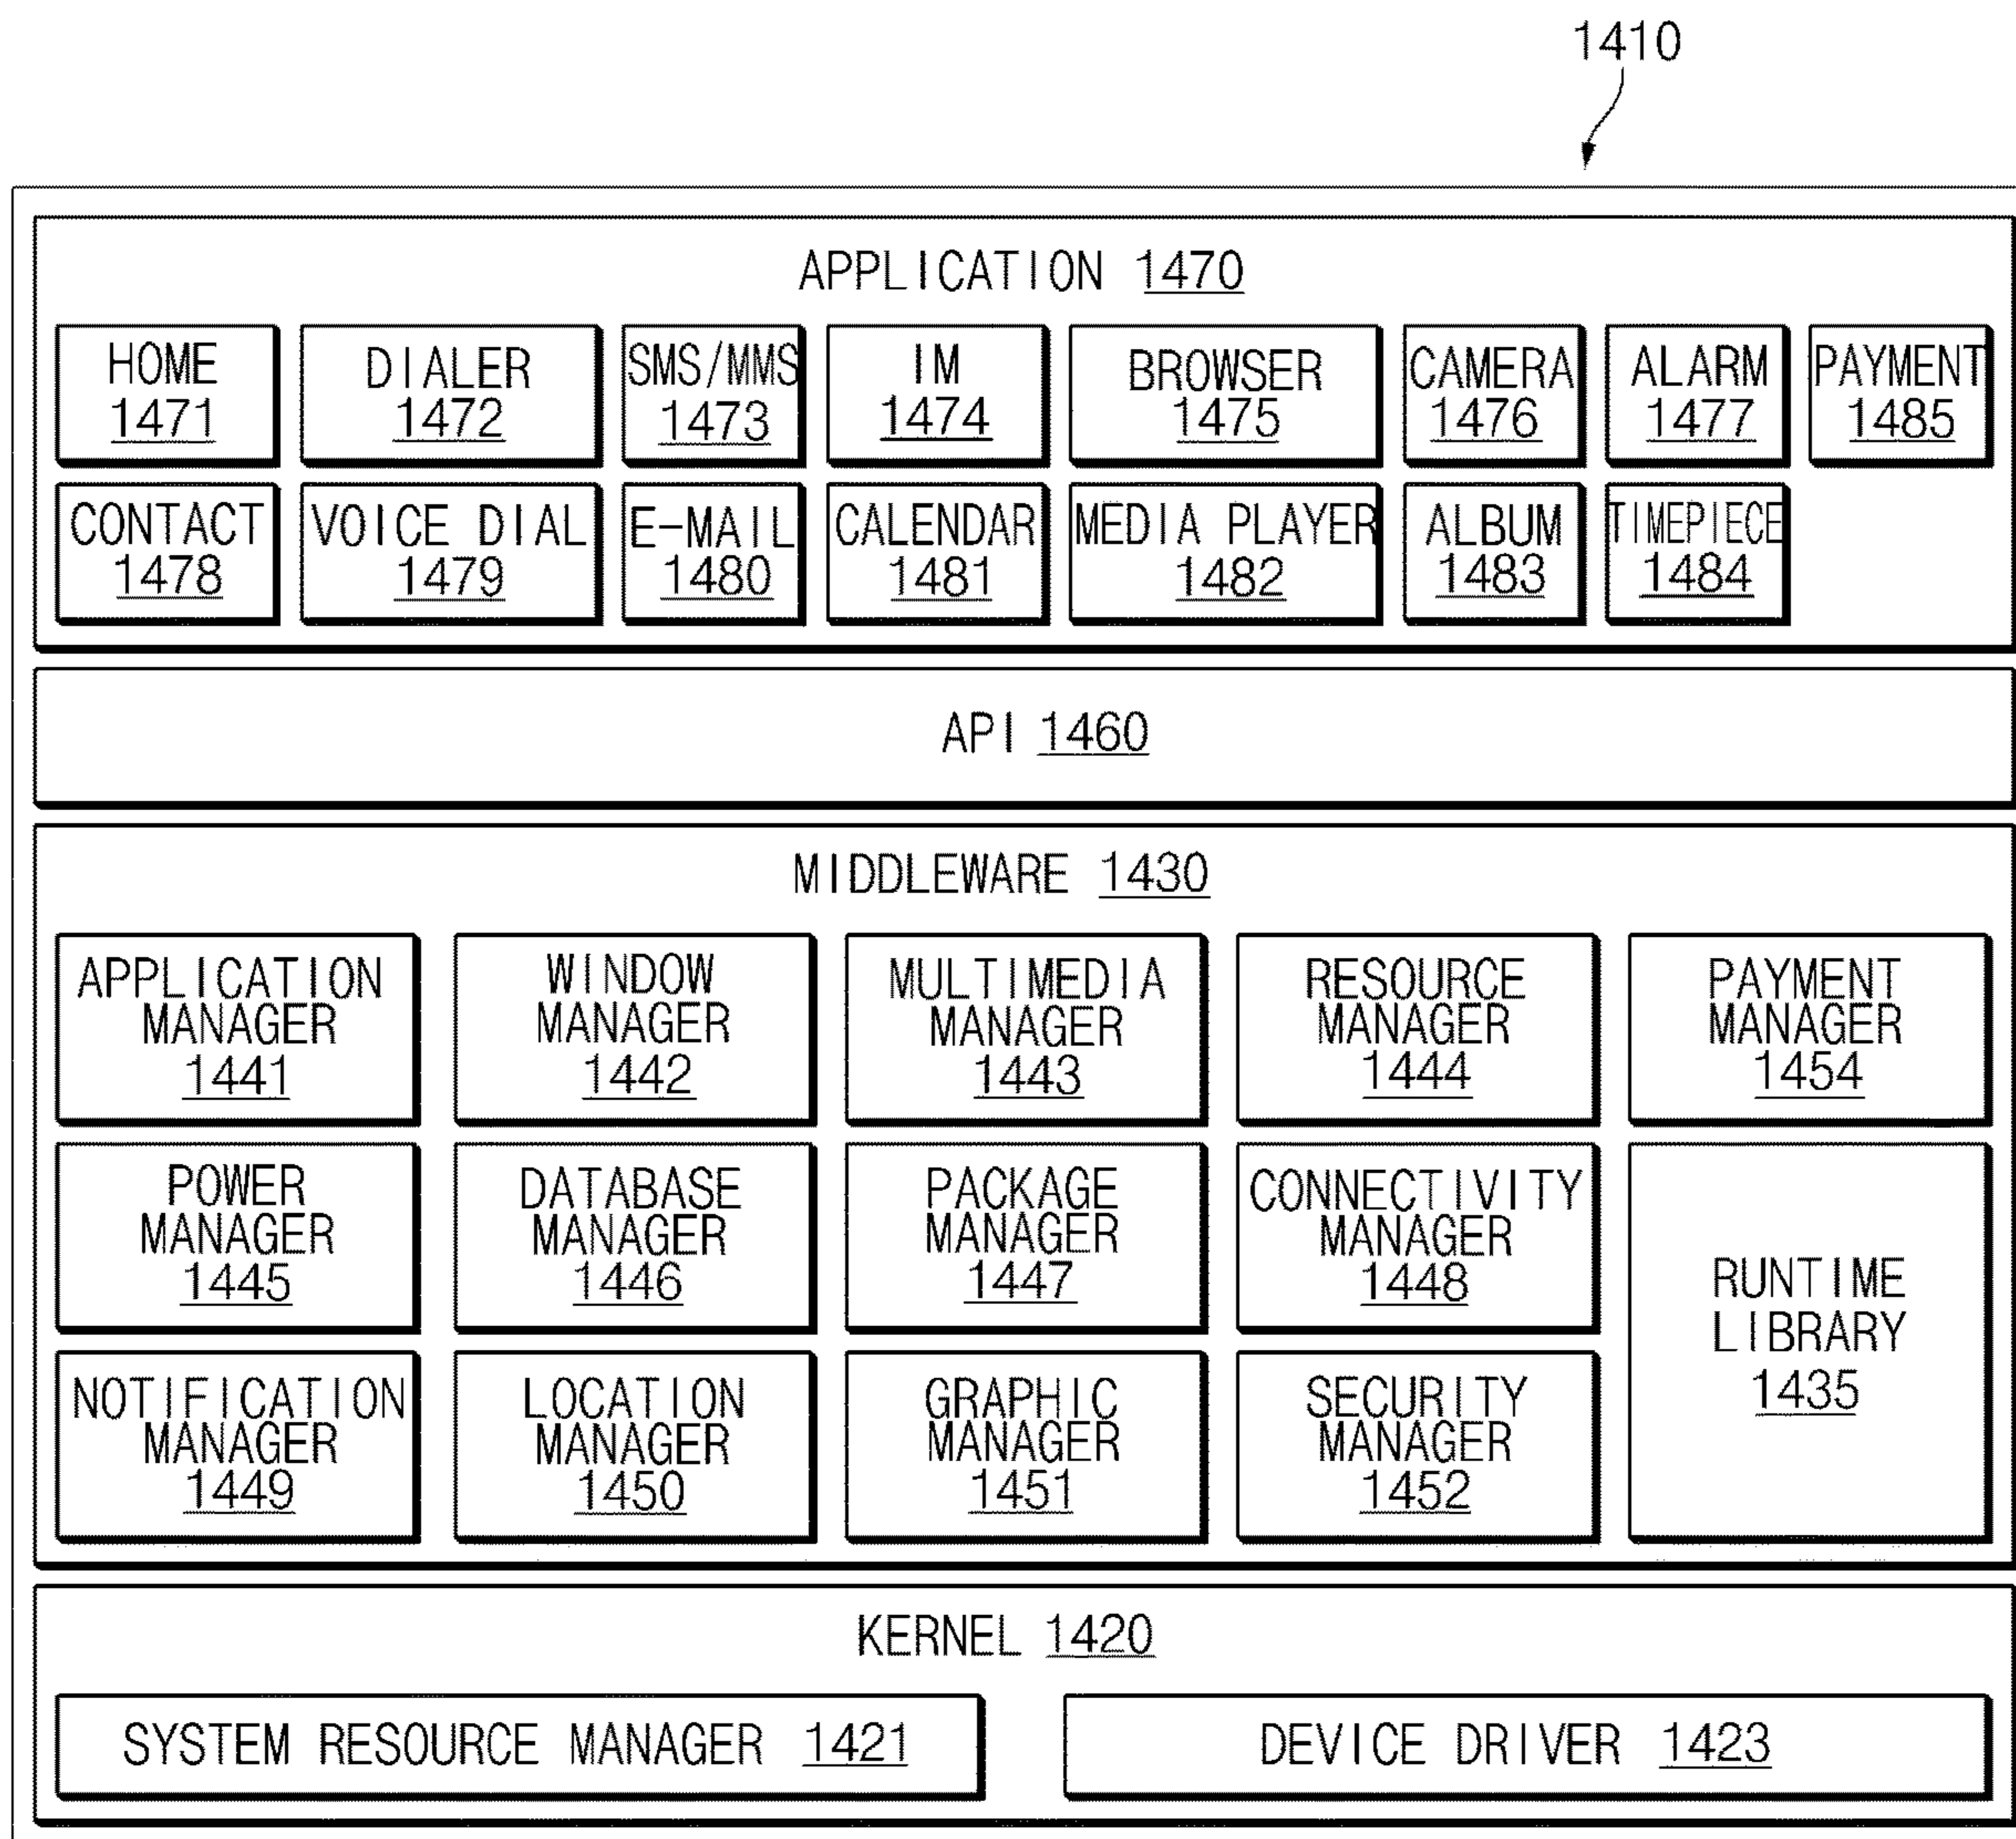 1410
APPLICATION 1470
HOME
1471
DIALER
1472
SMS/MMS
1473
IM
1474
BROWSER
1475
CAMERA
1476
ALARM
1477
PAYMENT
1485
CONTACT
1478
VOICE DIAL
1479
E-MAIL
1480
CALENDAR
1481
MEDIA PLAYER
1482
ALBUM
1483
TIMEPIECE
1484
API 1460
MIDDLEWARE 1430
APPLICATION
MANAGER
1441
WINDOW
MANAGER
1442
MULTIMEDIA
MANAGER
1443
RESOURCE
MANAGER
1444
PAYMENT
MANAGER
1454
POWER
MANAGER
1445
DATABASE
MANAGER
1446
PACKAGE
MANAGER
1447
CONNECTIVITY
MANAGER
1448
RUNTIME
LIBRARY
1435
NOTIFICATION
MANAGER
1449
LOCATION
MANAGER
1450
GRAPHIC
MANAGER
1451
SECURITY
MANAGER
1452
KERNEL 1420
SYSTEM RESOURCE MANAGER 1421
DEVICE DRIVER 1423